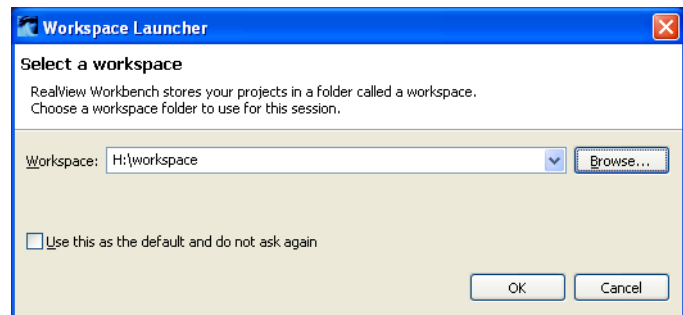 Workspace Launcher
Select a workspace
RealView Workbench stores your projects in a folder called a workspace.
Choose a workspace folder to use for this session.
Workspace: H:\workspace Browse...
Use this as the default and do not ask again
OK Cancel